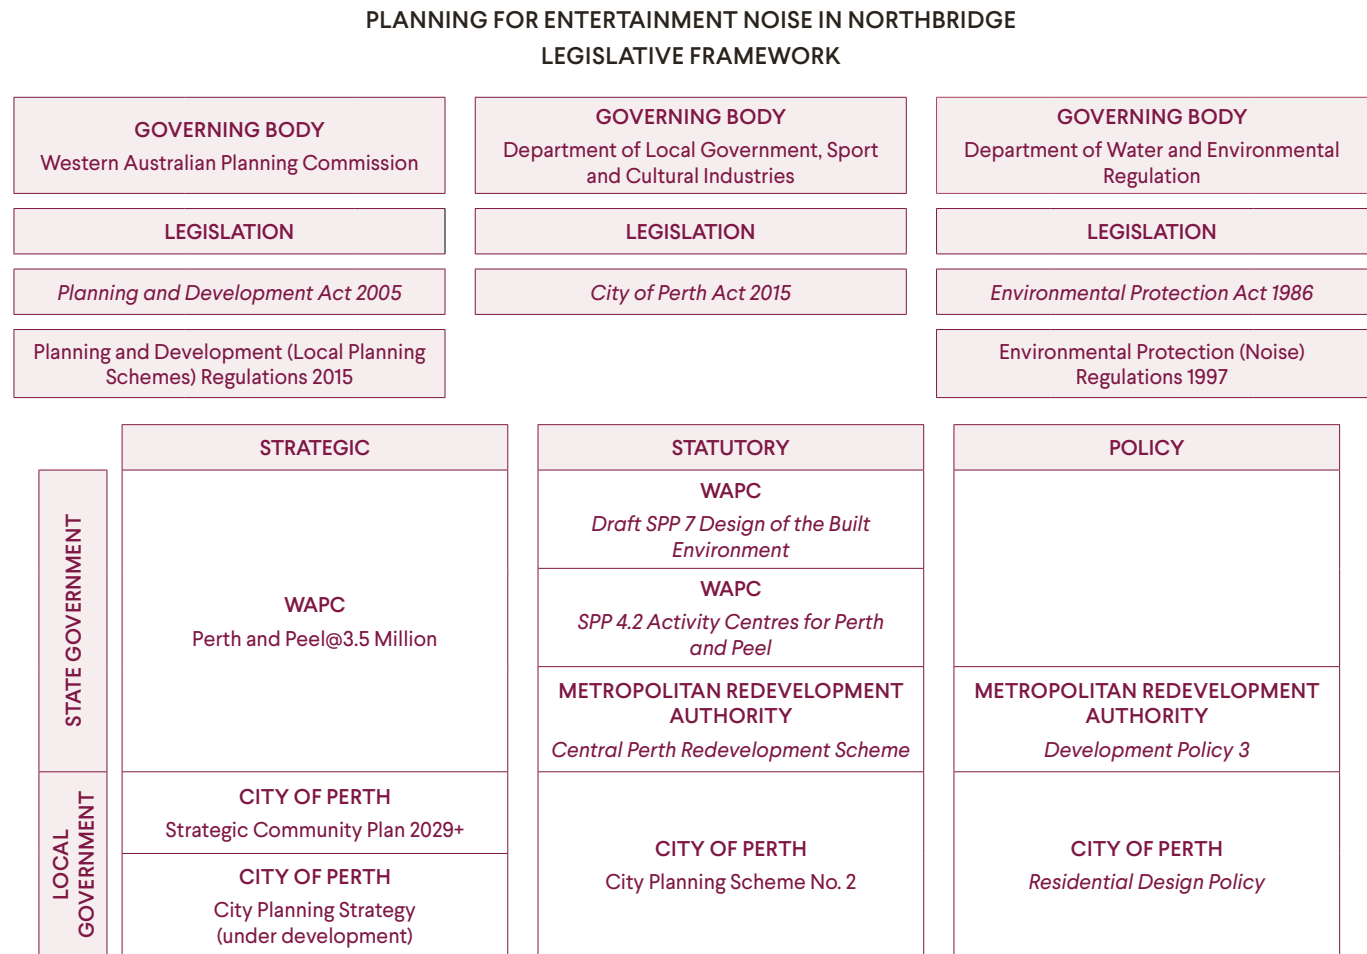 PLANNING FOR ENTERTAINMENT NOISE IN NORTHBRIDGE
LEGISLATIVE FRAMEWORK
GOVERNING BODY
Western Australian Planning Commission
GOVERNING BODY
Department of Local Government, Sport
and Cultural Industries
GOVERNING BODY
Department of Water and Environmental
Regulation
LEGISLATION
LEGISLATION
LEGISLATION
Planning and Development Act 2005
City of Perth Act 2015
Environmental Protection Act 1986
Planning and Development (Local Planning
Schemes) Regulations 2015
Environmental Protection (Noise)
Regulations 1997
STRATEGIC
STATUTORY
POLICY
STATE GOVERNMENT
WAPC
Perth and Peel@3.5 Million
WAPC
Draft SPP 7 Design of the Built
Environment
WAPC
SPP 4.2 Activity Centres for Perth
and Peel
METROPOLITAN REDEVELOPMENT
AUTHORITY
Central Perth Redevelopment Scheme
METROPOLITAN REDEVELOPMENT
AUTHORITY
Development Policy 3
LOCAL
GOVERNMENT
CITY OF PERTH
Strategic Community Plan 2029+
CITY OF PERTH
City Planning Strategy
(under development)
CITY OF PERTH
City Planning Scheme No. 2
CITY OF PERTH
Residential Design Policy